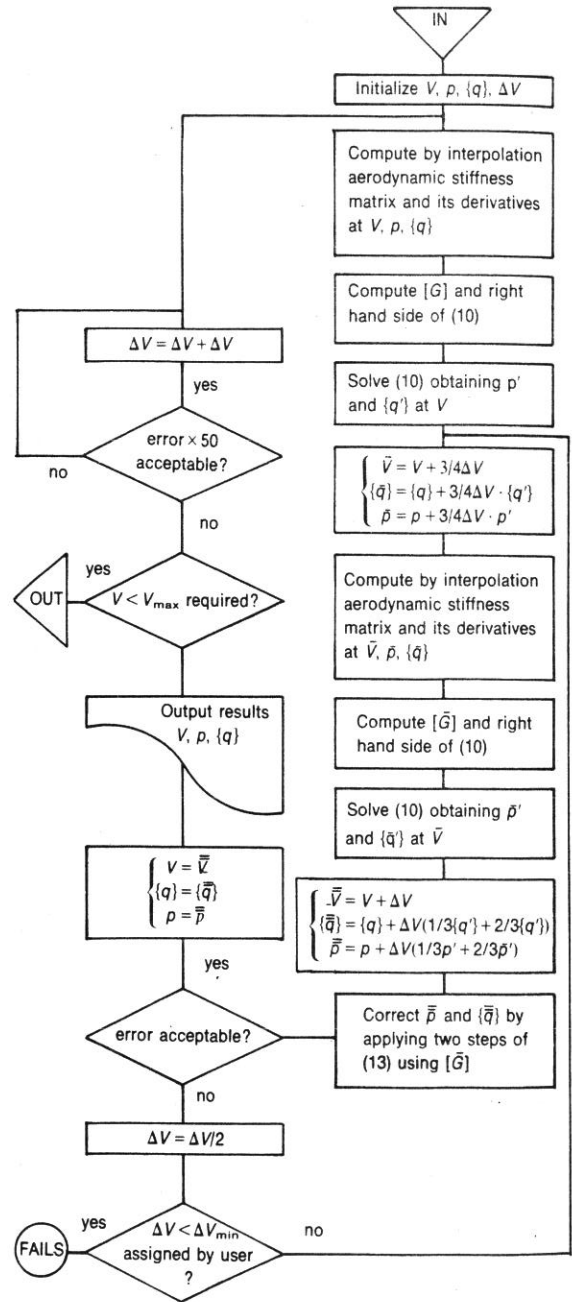 IN
Initialize V, p, {q}, ΔV
Compute by interpolation
aerodynamic stiffness
matrix and its derivatives
at V, p, {q}
Compute [G] and right
hand side of (10)
Solve (10) obtaining p′
and {q′} at V
V̄ = V + 3/4ΔV
{q̄} = {q} + 3/4ΔV · {q′}
p̄ = p + 3/4ΔV · p′
Compute by interpolation
aerodynamic stiffness
matrix and its derivatives
at V̄, p̄, {q̄}
Compute [Ḡ] and right
hand side of (10)
Solve (10) obtaining p̄′
and {q̄′} at V̄
V̿ = V + ΔV
{q̿} = {q} + ΔV(1/3{q′} + 2/3{q′})
p̿ = p + ΔV(1/3p′ + 2/3p̄′)
Correct p̿ and {q̿} by
applying two steps of
(13) using [Ḡ]
error acceptable?
yes
V = V̿
{q} = {q̿}
p = p̿
Output results
V, p, {q}
V < Vmax required?
yes
OUT
no
error × 50
acceptable?
no
yes
ΔV = ΔV + ΔV
no
ΔV = ΔV/2
ΔV < ΔVmin
assigned by user
?
yes
FAILS
no